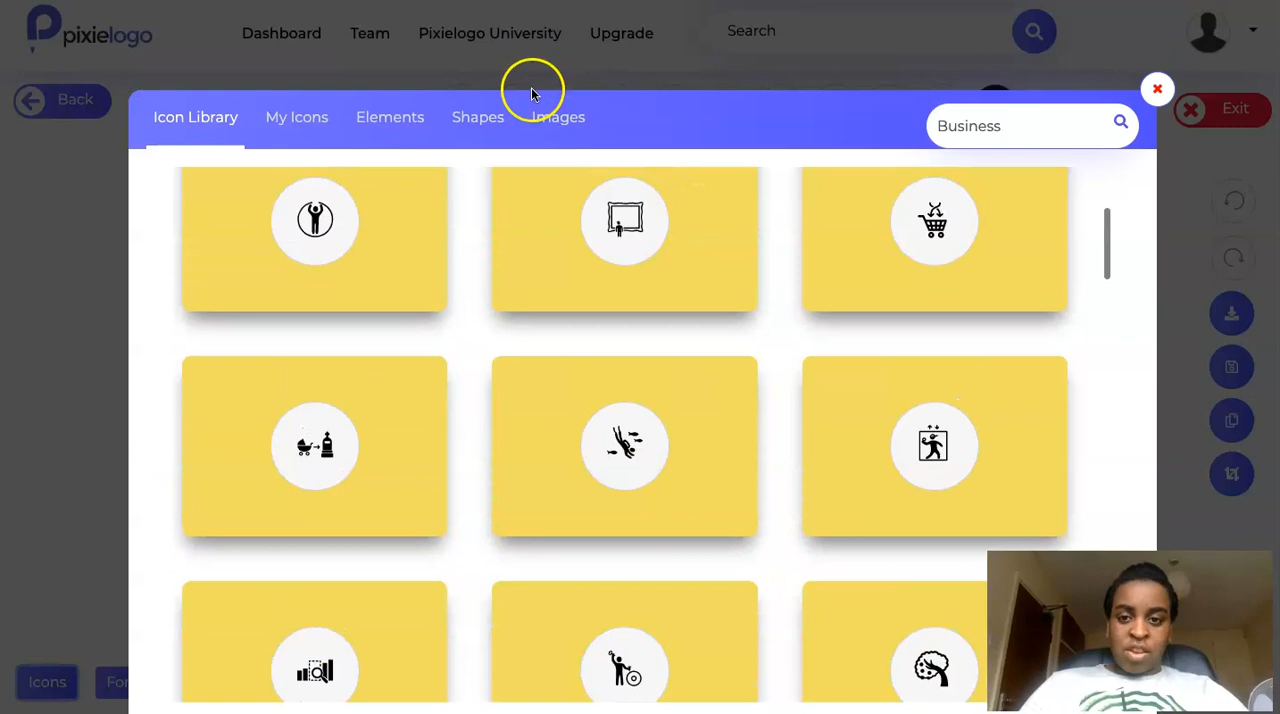 pixielogo
Dashboard
Team
Pixielogo University
Upgrade
Search
Back
Icon Library
My Icons
Elements
Shapes
Images
Business
Exit
Icons